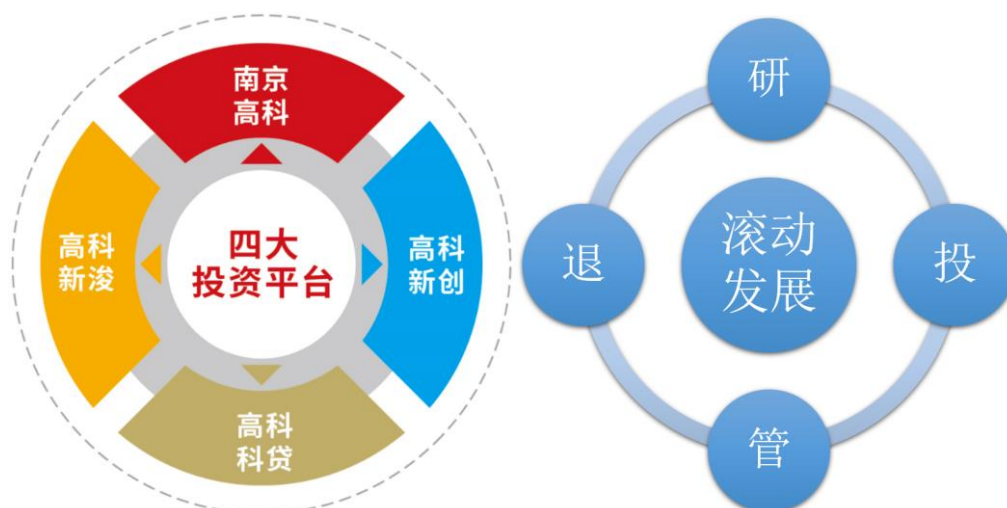 南京
高科
高科
新浚
四大
投资平台
高科
新创
高科
科贷
研
退
滚动
发展
投
管